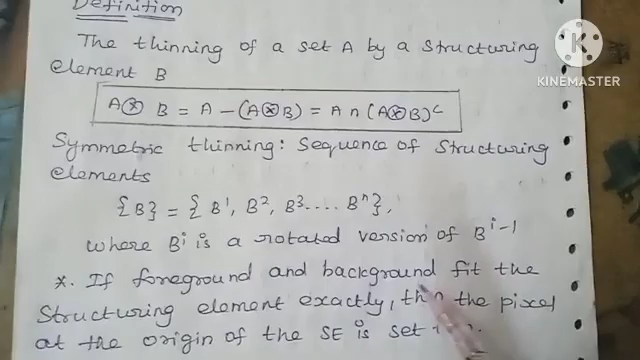 Definition
KINEMASTER
The thinning of a set A by a structuring
element B
A ⊛ B = A - (A ⊛ B) = A ∩ (A ⊛ B)ᶜ
Symmetric thinning: Sequence of structuring
elements
{B} = { B¹, B², B³.... Bⁿ},
where Bⁱ is a rotated version of Bⁱ⁻¹
*. If foreground and background fit the
Structuring element exactly, the pixel
at the origin of the SE is set